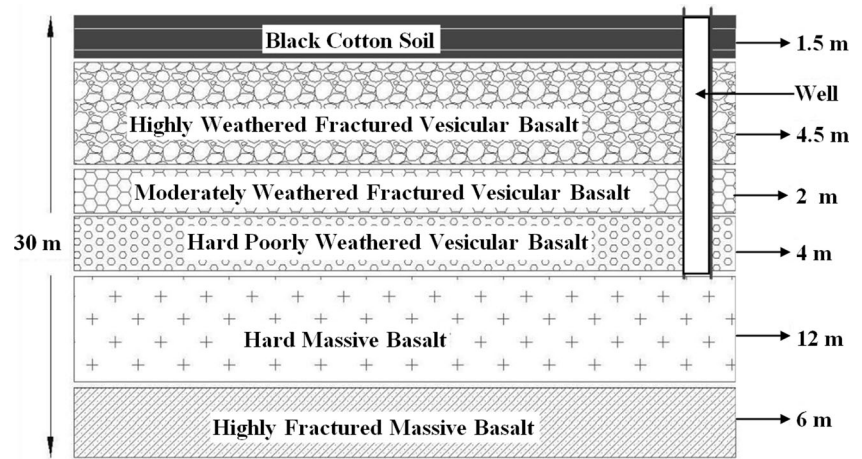 Black Cotton Soil
1.5 m
Well
Highly Weathered Fractured Vesicular Basalt
4.5 m
Moderately Weathered Fractured Vesicular Basalt
2 m
30 m
Hard Poorly Weathered Vesicular Basalt
4 m
Hard Massive Basalt
12 m
Highly Fractured Massive Basalt
6 m